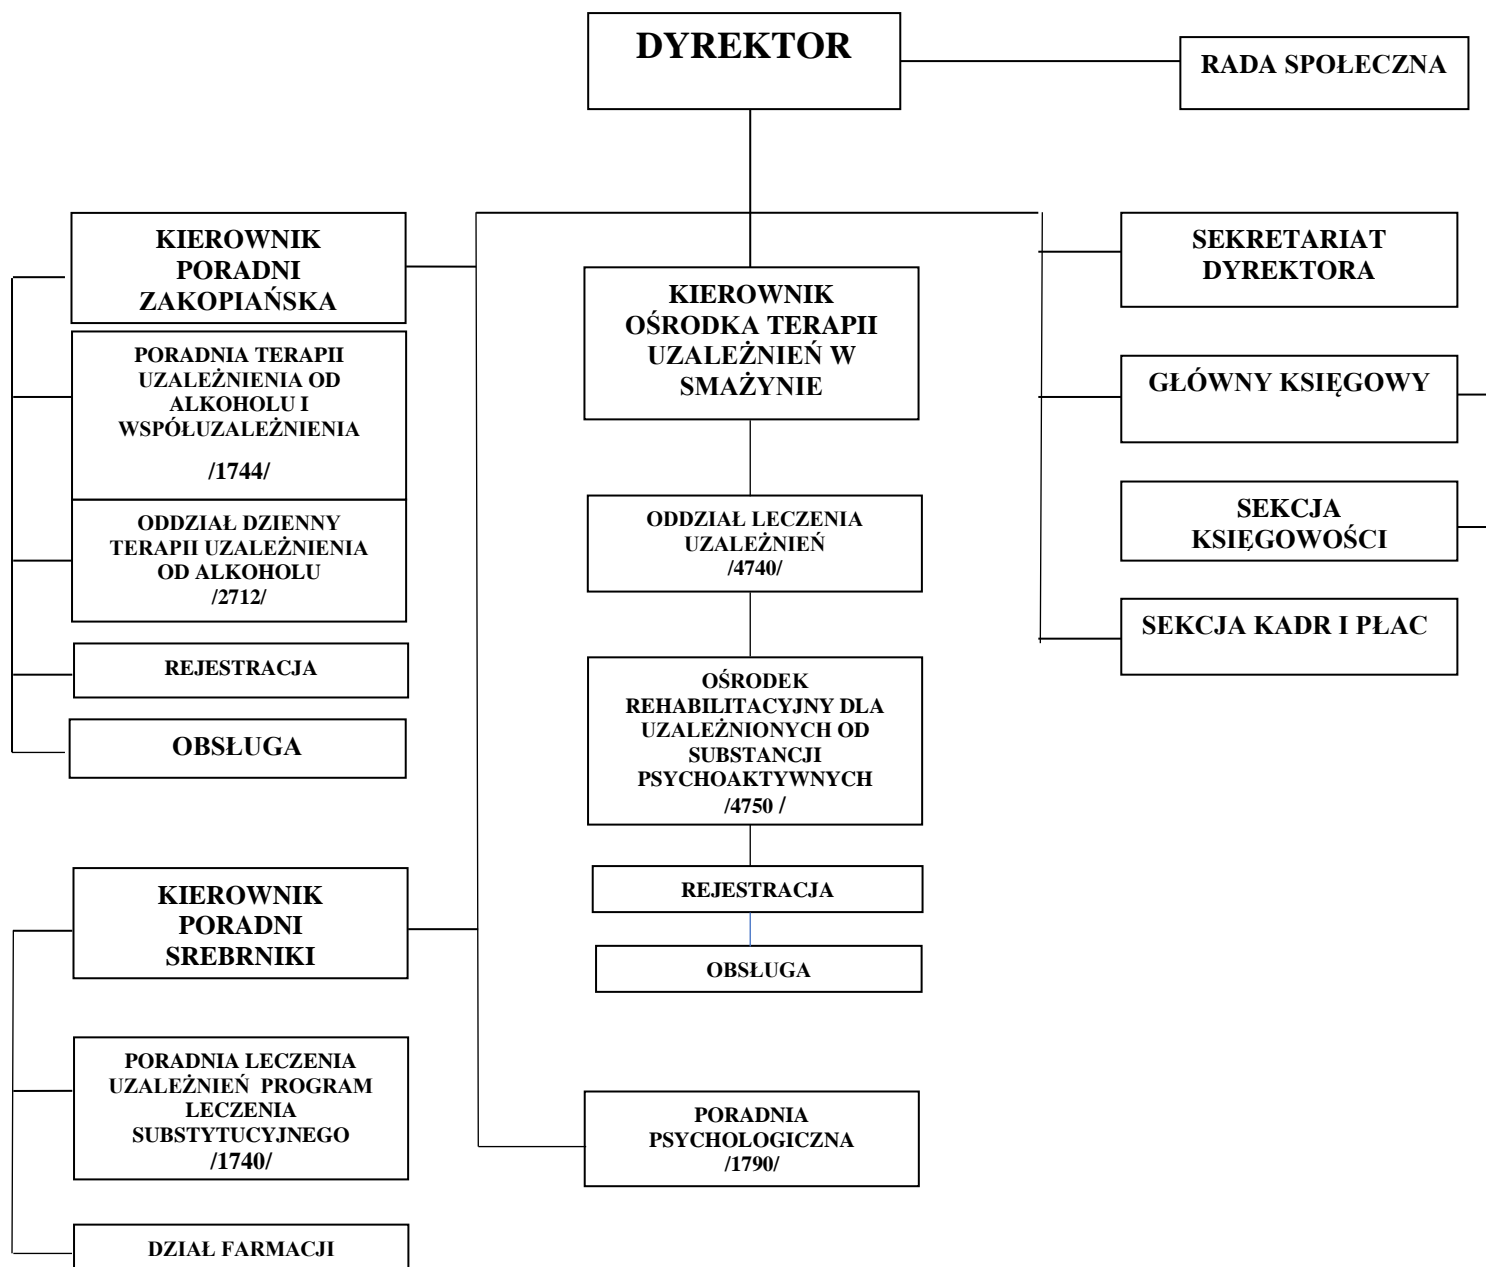 DYREKTOR
RADA SPOŁECZNA
KIEROWNIK
PORADNI
ZAKOPIAŃSKA
PORADNIA TERAPII
UZALEŻNIENIA OD
ALKOHOLU I
WSPÓŁUZALEŻNIENIA
/1744/
ODDZIAŁ DZIENNY
TERAPII UZALEŻNIENIA
OD ALKOHOLU
/2712/
REJESTRACJA
OBSŁUGA
KIEROWNIK
PORADNI
SREBRNIKI
PORADNIA LECZENIA
UZALEŻNIEŃ PROGRAM
LECZENIA
SUBSTYTUCYJNEGO
/1740/
DZIAŁ FARMACJI
KIEROWNIK
OŚRODKA TERAPII
UZALEŻNIEŃ W
SMAŻYNIE
ODDZIAŁ LECZENIA
UZALEŻNIEŃ
/4740/
OŚRODEK
REHABILITACYJNY DLA
UZALEŻNIONYCH OD
SUBSTANCJI
PSYCHOAKTYWNYCH
/4750 /
REJESTRACJA
OBSŁUGA
PORADNIA
PSYCHOLOGICZNA
/1790/
SEKRETARIAT
DYREKTORA
GŁÓWNY KSIĘGOWY
SEKCJA
KSIĘGOWOŚCI
SEKCJA KADR I PŁAC